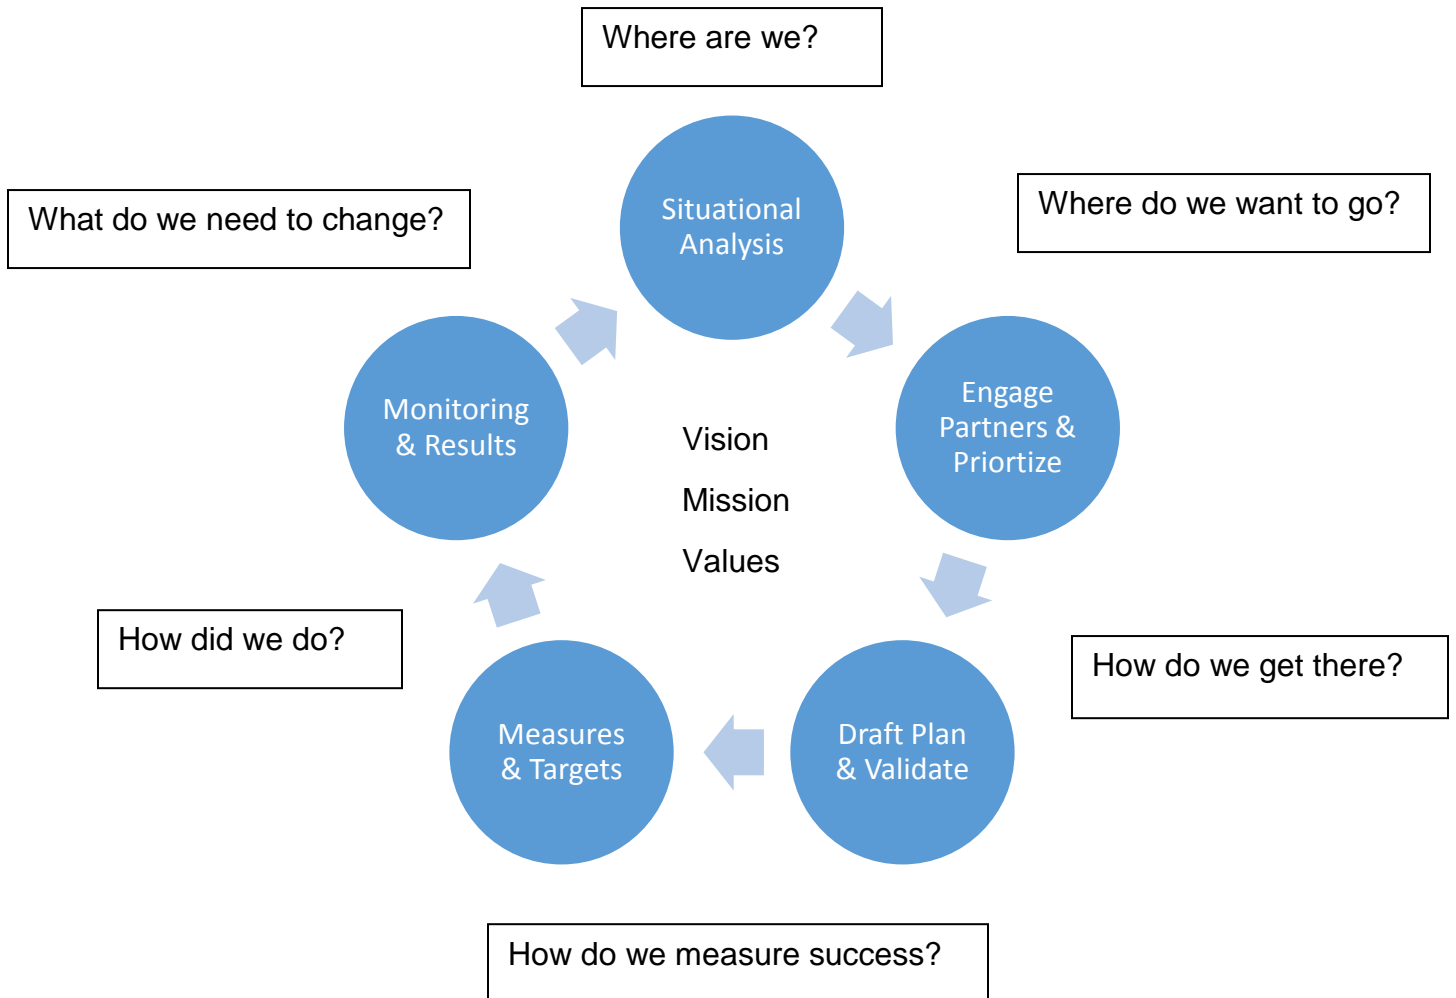 Where are we?
Situational
Analysis
Where do we want to go?
What do we need to change?
Engage
Partners &
Priortize
Monitoring
& Results
Vision
Mission
Values
How did we do?
How do we get there?
Measures
& Targets
Draft Plan
& Validate
How do we measure success?